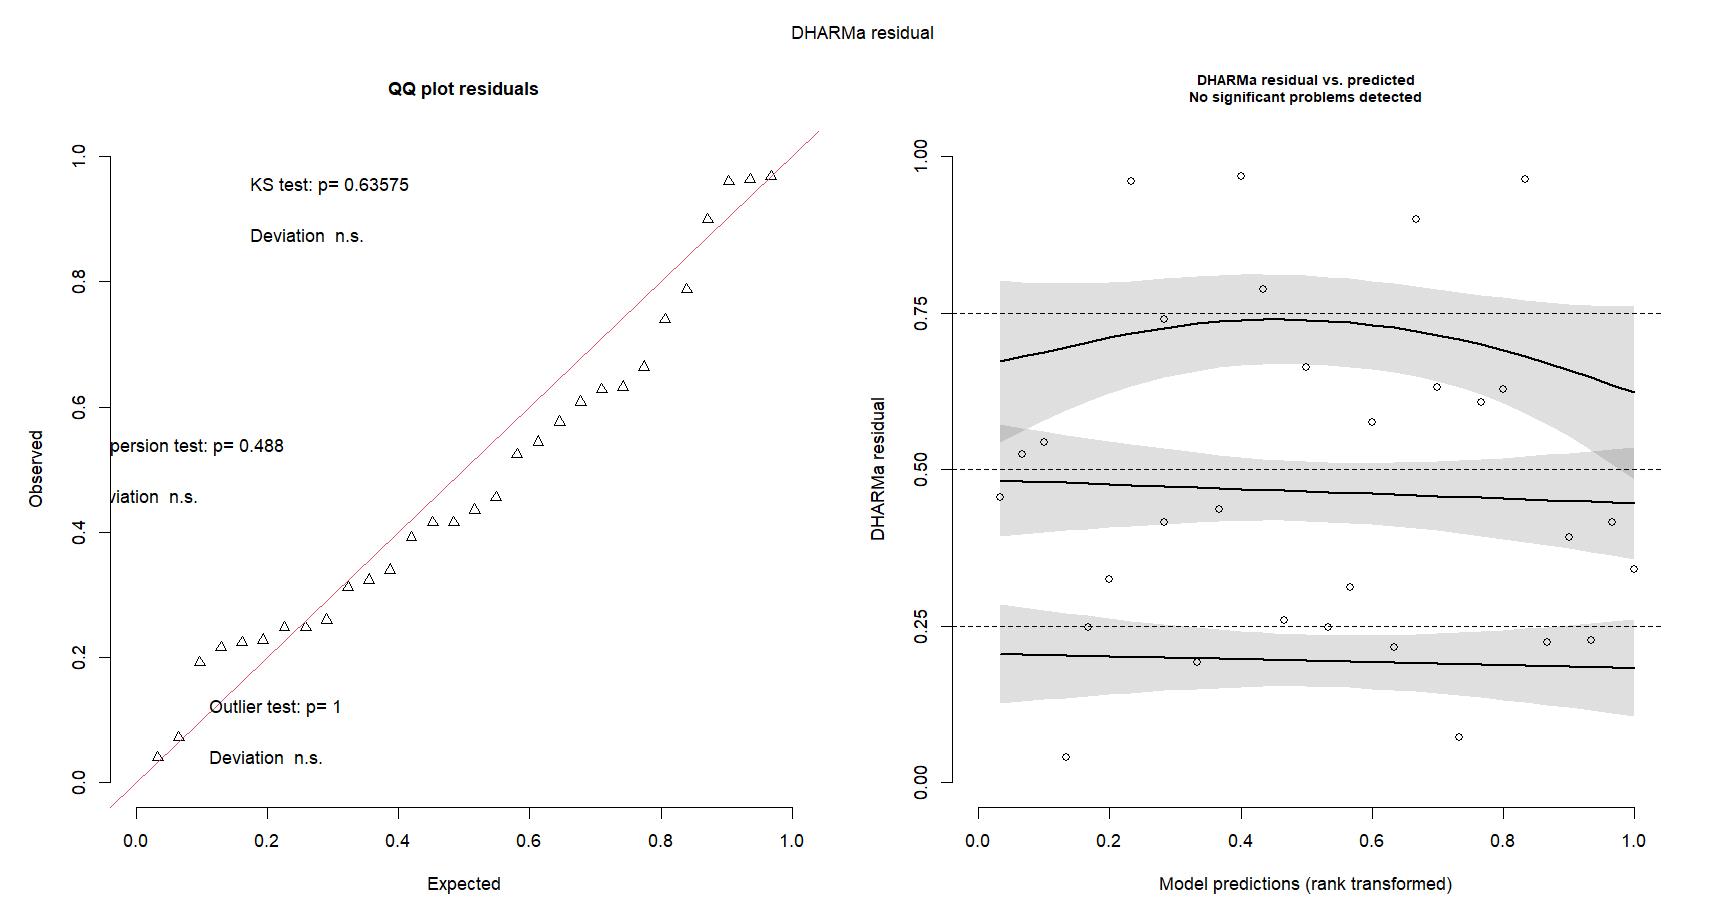 DHARMa residual
QQ plot residuals
KS test: p= 0.63575
Deviation  n.s.
persion test: p= 0.488
viation  n.s.
Outlier test: p= 1
Deviation  n.s.
Observed
0.0
0.2
0.4
0.6
0.8
1.0
0.0
0.2
0.4
0.6
0.8
1.0
Expected
DHARMa residual vs. predicted
No significant problems detected
DHARMa residual
0.00
0.25
0.50
0.75
1.00
0.0
0.2
0.4
0.6
0.8
1.0
Model predictions (rank transformed)